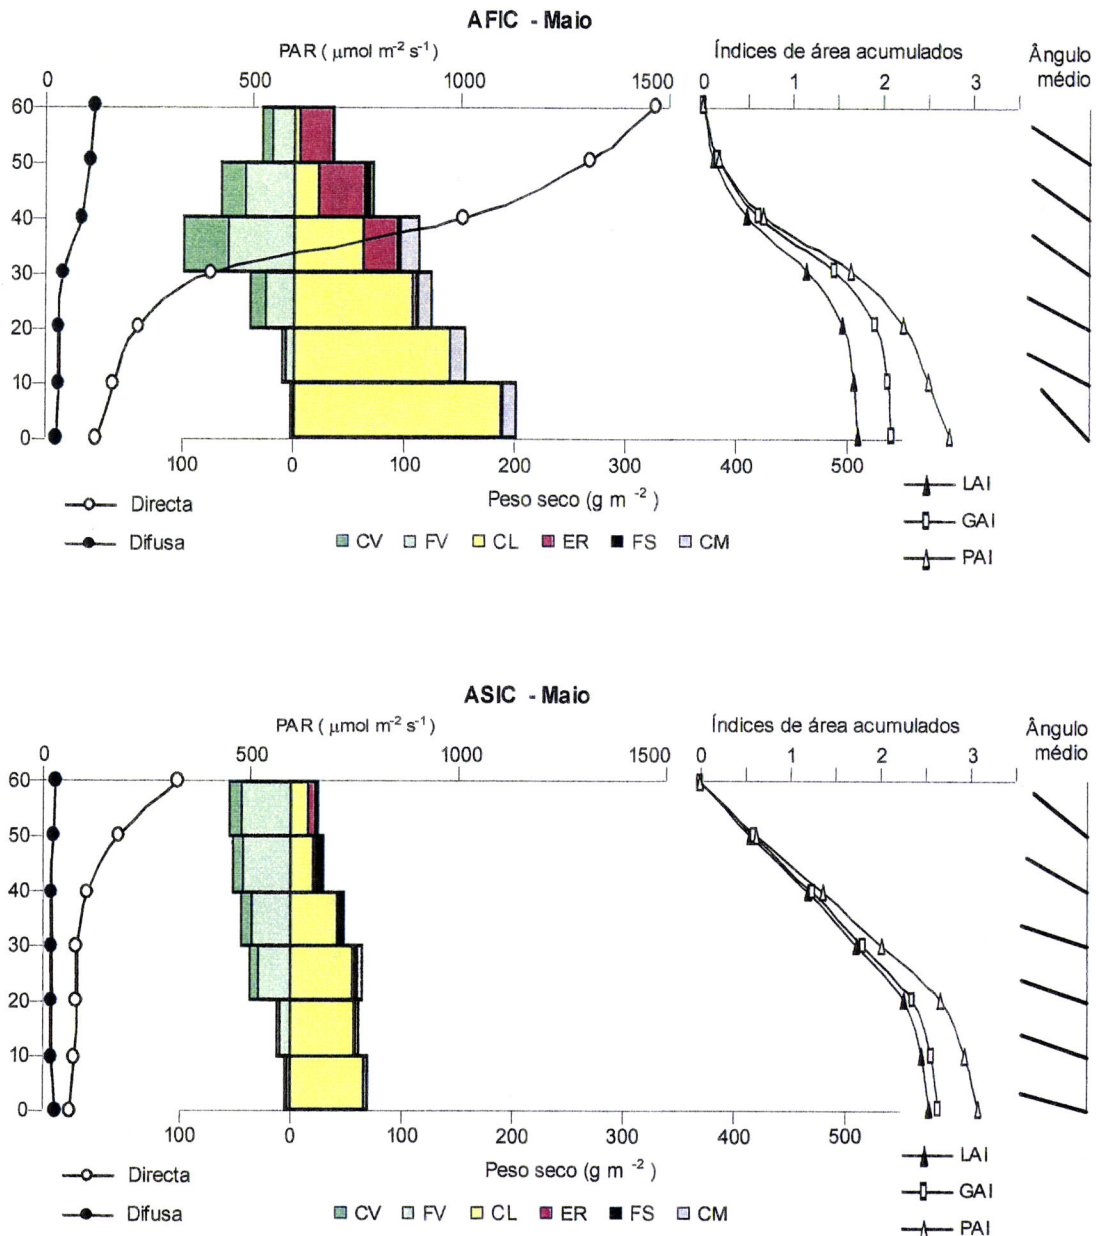 AFIC - Maio
PAR ( μmol m-2 s-1)
Índices de área acumulados
Ângulo
médio
0 500 1000 1500
0 1 2 3
60
50
40
30
20
10
0
100 0 100 200 300 400 500
Peso seco (g m -2 )
Directa
Difusa
CV FV CL ER FS CM
LAI
GAI
PAI
ASIC - Maio
PAR ( μmol m-2 s-1)
Índices de área acumulados
Ângulo
médio
0 500 1000 1500
0 1 2 3
60
50
40
30
20
10
0
100 0 100 200 300 400 500
Peso seco (g m -2 )
Directa
Difusa
CV FV CL ER FS CM
LAI
GAI
PAI